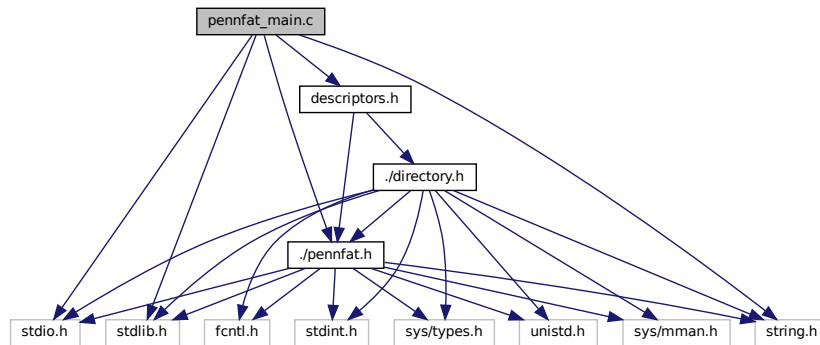 pennfat_main.c
descriptors.h
./directory.h
./pennfat.h
stdio.h
stdlib.h
fcntl.h
stdint.h
sys/types.h
unistd.h
sys/mman.h
string.h